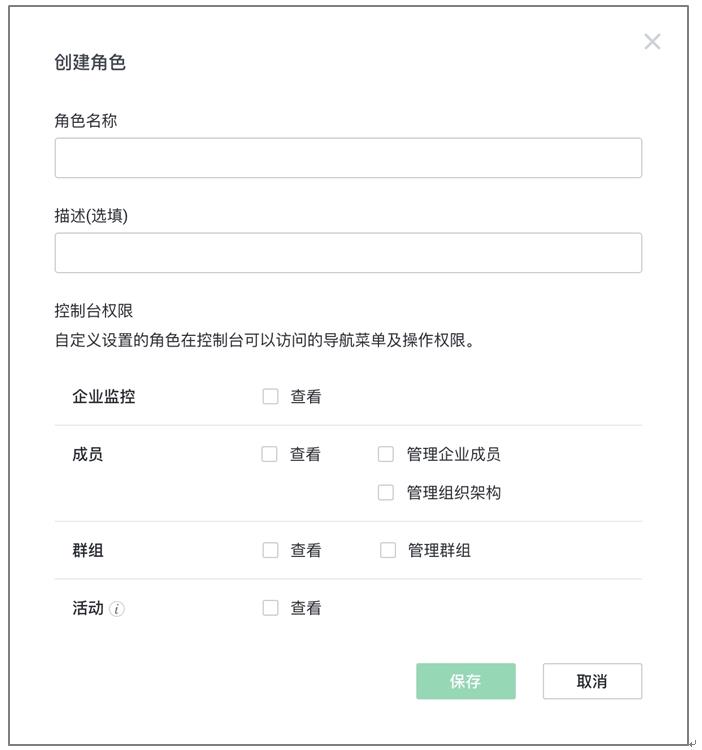 创建角色
角色名称
描述(选填)
控制台权限
自定义设置的角色在控制台可以访问的导航菜单及操作权限。
企业监控 查看
成员 查看 管理企业成员
管理组织架构
群组 查看 管理群组
活动 i 查看
保存 取消